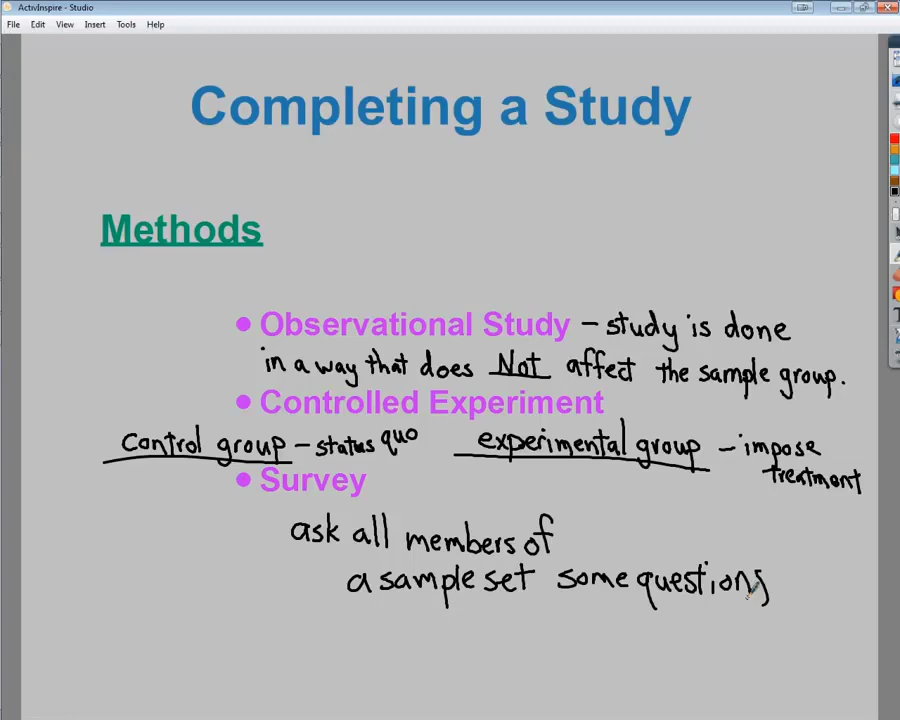 ActivInspire - Studio
File Edit View Insert Tools Help
Completing a Study
Methods
• Observational Study - study is done
in a way that does Not affect the sample group.
• Controlled Experiment
control group - status quo experimental group - impose
treatment
• Survey
ask all members of
a sample set some questions